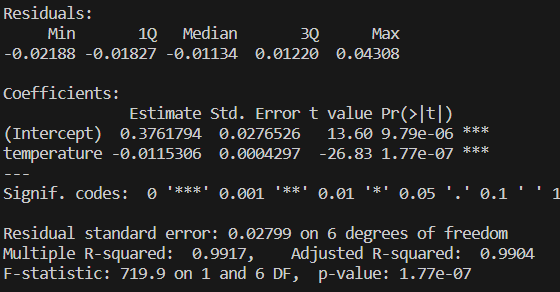 Residuals:
     Min       1Q   Median       3Q      Max
-0.02188 -0.01827 -0.01134  0.01220  0.04308
Coefficients:
              Estimate Std. Error t value Pr(>|t|)
(Intercept)  0.3761794  0.0276526   13.60 9.79e-06 ***
temperature -0.0115306  0.0004297  -26.83 1.77e-07 ***
---
Signif. codes:  0 '***' 0.001 '**' 0.01 '*' 0.05 '.' 0.1 ' ' 1
Residual standard error: 0.02799 on 6 degrees of freedom
Multiple R-squared:  0.9917,	Adjusted R-squared:  0.9904
F-statistic: 719.9 on 1 and 6 DF,  p-value: 1.77e-07